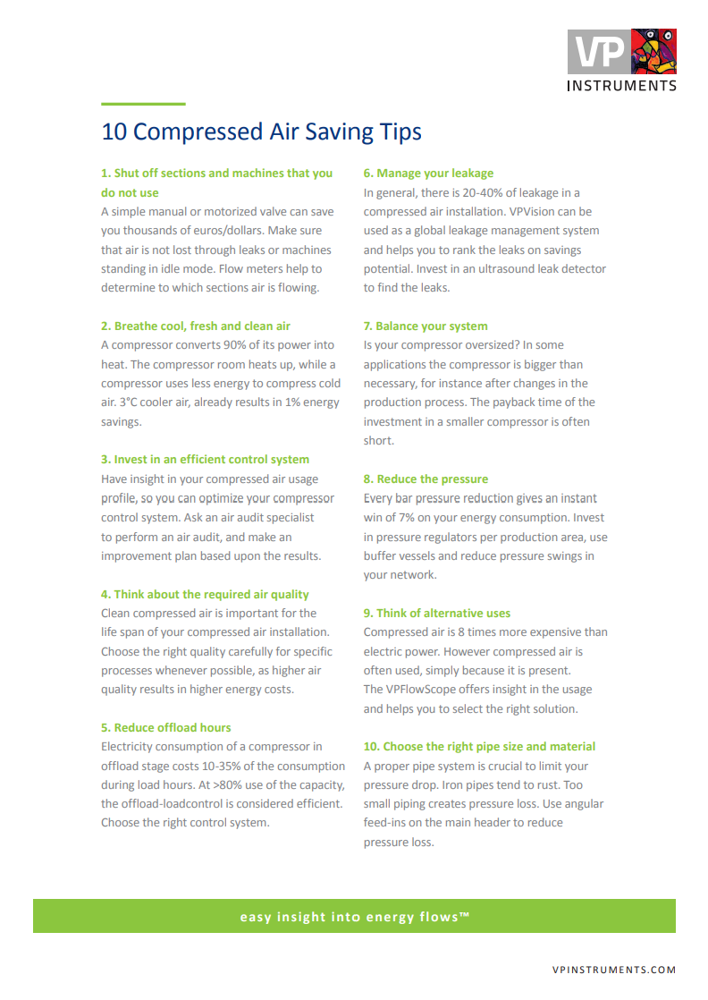 VP
INSTRUMENTS
10 Compressed Air Saving Tips
1. Shut off sections and machines that you
do not use
A simple manual or motorized valve can save
you thousands of euros/dollars. Make sure
that air is not lost through leaks or machines
standing in idle mode. Flow meters help to
determine to which sections air is flowing.
2. Breathe cool, fresh and clean air
A compressor converts 90% of its power into
heat. The compressor room heats up, while a
compressor uses less energy to compress cold
air. 3°C cooler air, already results in 1% energy
savings.
3. Invest in an efficient control system
Have insight in your compressed air usage
profile, so you can optimize your compressor
control system. Ask an air audit specialist
to perform an air audit, and make an
improvement plan based upon the results.
4. Think about the required air quality
Clean compressed air is important for the
life span of your compressed air installation.
Choose the right quality carefully for specific
processes whenever possible, as higher air
quality results in higher energy costs.
5. Reduce offload hours
Electricity consumption of a compressor in
offload stage costs 10-35% of the consumption
during load hours. At >80% use of the capacity,
the offload-loadcontrol is considered efficient.
Choose the right control system.
6. Manage your leakage
In general, there is 20-40% of leakage in a
compressed air installation. VPVision can be
used as a global leakage management system
and helps you to rank the leaks on savings
potential. Invest in an ultrasound leak detector
to find the leaks.
7. Balance your system
Is your compressor oversized? In some
applications the compressor is bigger than
necessary, for instance after changes in the
production process. The payback time of the
investment in a smaller compressor is often
short.
8. Reduce the pressure
Every bar pressure reduction gives an instant
win of 7% on your energy consumption. Invest
in pressure regulators per production area, use
buffer vessels and reduce pressure swings in
your network.
9. Think of alternative uses
Compressed air is 8 times more expensive than
electric power. However compressed air is
often used, simply because it is present.
The VPFlowScope offers insight in the usage
and helps you to select the right solution.
10. Choose the right pipe size and material
A proper pipe system is crucial to limit your
pressure drop. Iron pipes tend to rust. Too
small piping creates pressure loss. Use angular
feed-ins on the main header to reduce
pressure loss.
easy insight into energy flows™
VPINSTRUMENTS.COM